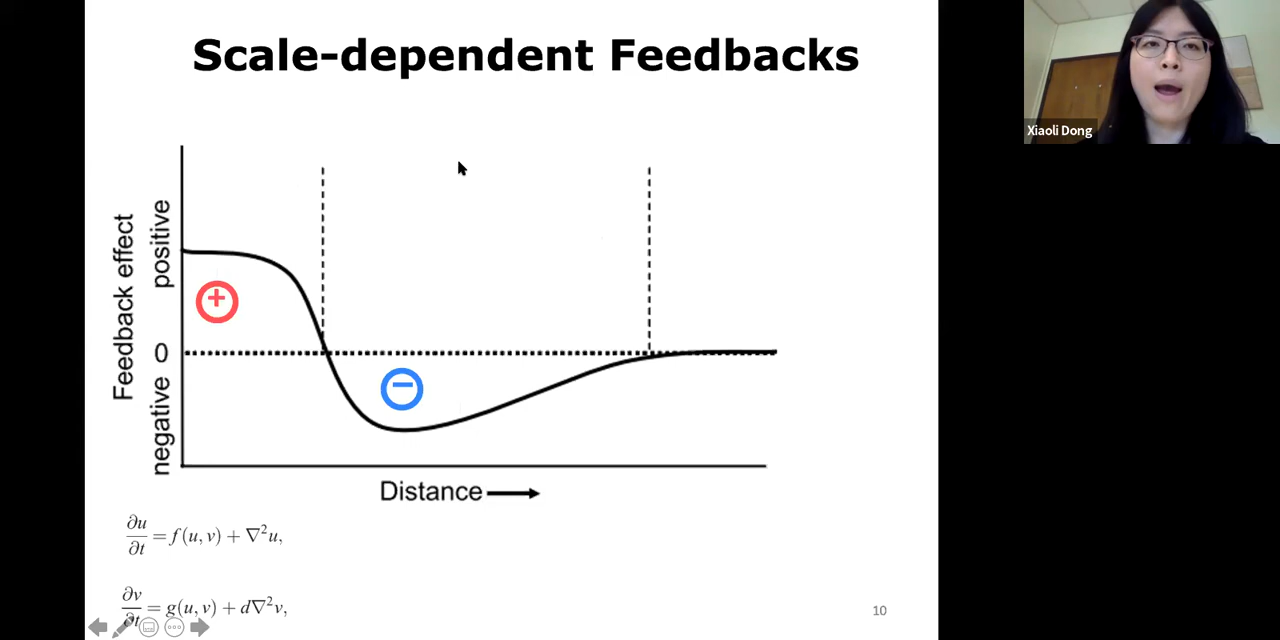 Scale-dependent Feedbacks
Xiaoli Dong
Feedback effect
positive
0
negative
+
−
Distance
∂u/∂t = f(u, v) + ∇²u,
∂v/∂t = g(u, v) + d∇²v,
10